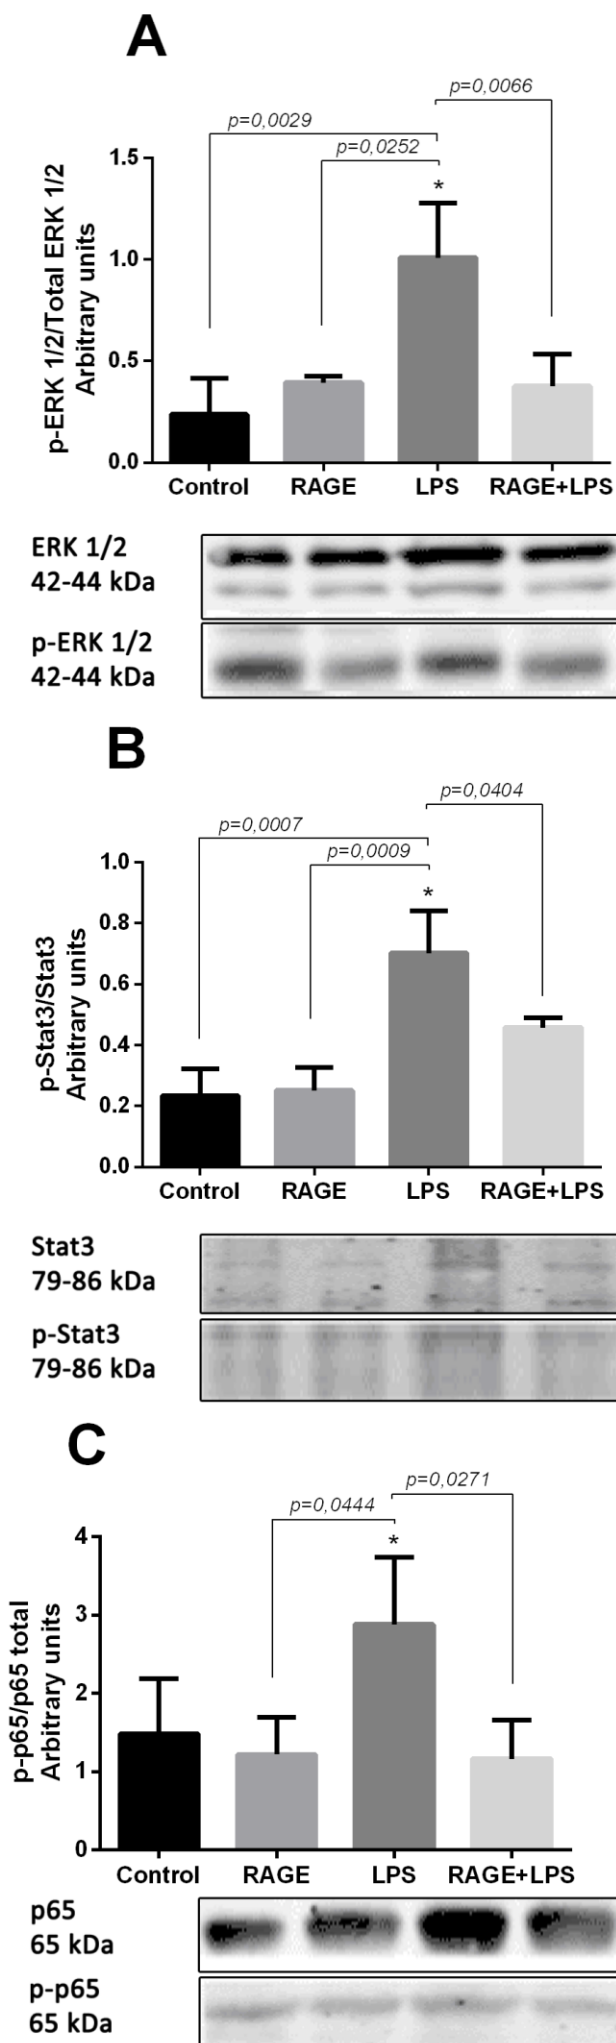 A
p=0,0066
p=0,0029
p=0,0252
*
p-ERK 1/2/Total ERK 1/2
Arbitrary units
1.5
1.0
0.5
0.0
Control RAGE LPS RAGE+LPS
ERK 1/2
42-44 kDa
p-ERK 1/2
42-44 kDa
B
p=0,0404
p=0,0007
p=0,0009
*
p-Stat3/Stat3
Arbitrary units
1.0
0.8
0.6
0.4
0.2
0.0
Control RAGE LPS RAGE+LPS
Stat3
79-86 kDa
p-Stat3
79-86 kDa
C
p=0,0271
p=0,0444
*
p-p65/p65 total
Arbitrary units
4
3
2
1
0
Control RAGE LPS RAGE+LPS
p65
65 kDa
p-p65
65 kDa